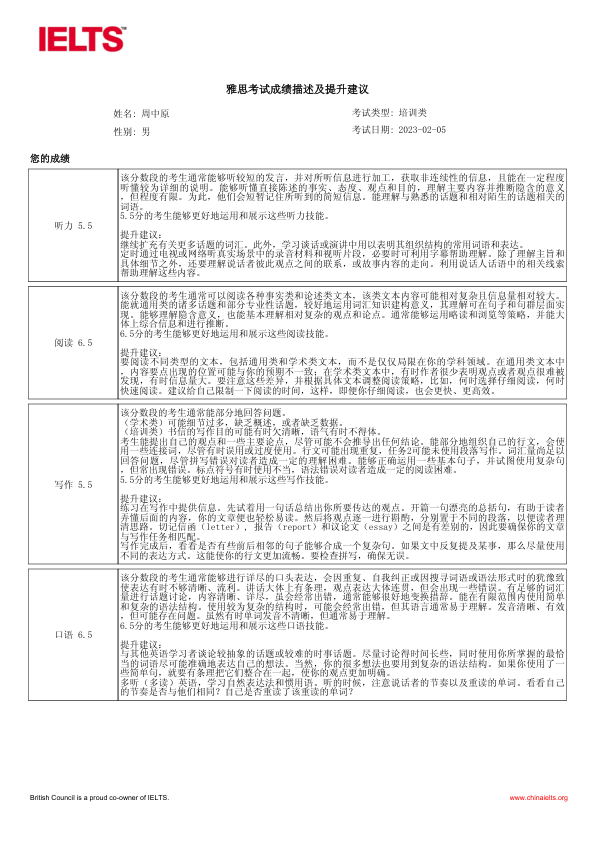 IELTS™
雅思考试成绩描述及提升建议
姓名: 周中原
考试类型: 培训类
性别: 男
考试日期: 2023-02-05
您的成绩
听力 5.5
该分数段的考生通常能够听较短的发言，并对所听信息进行加工，获取非连续性的信息，且能在一定程度
听懂较为详细的说明。能够听懂直接陈述的事实、态度、观点和目的，理解主要内容并推断隐含的意义
，但程度有限。为此，他们会短暂记住所听到的简短信息。能理解与熟悉的话题和相对陌生的话题相关的
词语。
5.5分的考生能够更好地运用和展示这些听力技能。
提升建议:
继续扩充有关更多话题的词汇。此外，学习谈话或演讲中用以表明其组织结构的常用词语和表达。
定时通过电视或网络听真实场景中的录音材料和视听片段，必要时可利用字幕帮助理解。除了理解主旨和
具体细节之外，还要理解说话者彼此观点之间的联系，或故事内容的走向。利用说话人话语中的相关线索
帮助理解这些内容。
阅读 6.5
该分数段的考生通常可以阅读各种事实类和论述类文本，该类文本内容可能相对复杂且信息量相对较大。
能就通用类的诸多话题和部分专业性话题，较好地运用词汇知识建构意义，其理解可在句子和句群层面实
现。能够理解隐含意义，也能基本理解相对复杂的观点和论点。通常能够运用略读和浏览等策略，并能大
体上综合信息和进行推断。
6.5分的考生能够更好地运用和展示这些阅读技能。
提升建议:
要阅读不同类型的文本，包括通用类和学术类文本，而不是仅仅局限在你的学科领域。在通用类文本中
，内容要点出现的位置可能与你的预期不一致；在学术类文本中，有时作者很少表明观点或者观点很难被
发现，有时信息量大。要注意这些差异，并根据具体文本调整阅读策略，比如，何时选择仔细阅读，何时
快速阅读。建议给自己限制一下阅读的时间，这样，即便你仔细阅读，也会更快、更高效。
写作 5.5
该分数段的考生通常能部分地回答问题。
（学术类）可能细节过多，缺乏概述，或者缺乏数据。
（培训类）书信的写作目的可能有时欠清晰，语气有时不得体。
考生能提出自己的观点和一些主要论点，尽管可能不会推导出任何结论。能部分地组织自己的行文，会使
用一些连接词，尽管有时误用或过度使用。行文可能出现重复，任务2可能未使用段落写作。词汇量尚足以
回答问题，尽管拼写错误对读者造成一定的理解困难。能够正确运用一些基本句子，并试图使用复杂句
，但常出现错误。标点符号有时使用不当，语法错误对读者造成一定的阅读困难。
5.5分的考生能够更好地运用和展示这些写作技能。
提升建议:
练习在写作中提供信息。先试着用一句话总结出你所要传达的观点。开篇一句漂亮的总括句，有助于读者
弄懂后面的内容，你的文章便也轻松易读。然后将观点逐一进行斟酌，分别置于不同的段落，以便读者理
清思路。切记信函（letter）, 报告（report）和议论文（essay）之间是有差别的，因此要确保你的文章
与写作任务相匹配。
写作完成后，看看是否有些前后相邻的句子能够合成一个复杂句。如果文中反复提及某事，那么尽量使用
不同的表达方式。这能使你的行文更加流畅。要检查拼写，确保无误。
口语 6.5
该分数段的考生通常能够进行详尽的口头表达，会因重复、自我纠正或因搜寻词语或语法形式时的犹豫致
使表达有时不够清晰、流利。讲话大体上有条理，观点表达大体连贯，但会出现一些错误。有足够的词汇
量进行话题讨论，内容清晰、详尽，虽会经常出错，通常能够很好地变换措辞，能在有限范围内使用简单
和复杂的语法结构。使用较为复杂的结构时，可能会经常出错，但其语言通常易于理解。发音清晰、有效
，但可能存在问题。虽然有时单词发音不清晰，但通常易于理解。
6.5分的考生能够更好地运用和展示这些口语技能。
提升建议:
与其他英语学习者谈论较抽象的话题或较难的时事话题。尽量讨论得时间长些，同时使用你所掌握的最恰
当的词语尽可能准确地表达自己的想法。当然，你的很多想法也要用到复杂的语法结构。如果你使用了一
些简单句，就要有条理把它们整合在一起，使你的观点更加明确。
多听（多读）英语，学习自然表达法和惯用语。听的时候，注意说话者的节奏以及重读的单词。看看自己
的节奏是否与他们相同？自己是否重读了该重读的单词？
British Council is a proud co-owner of IELTS.
www.chinaielts.org